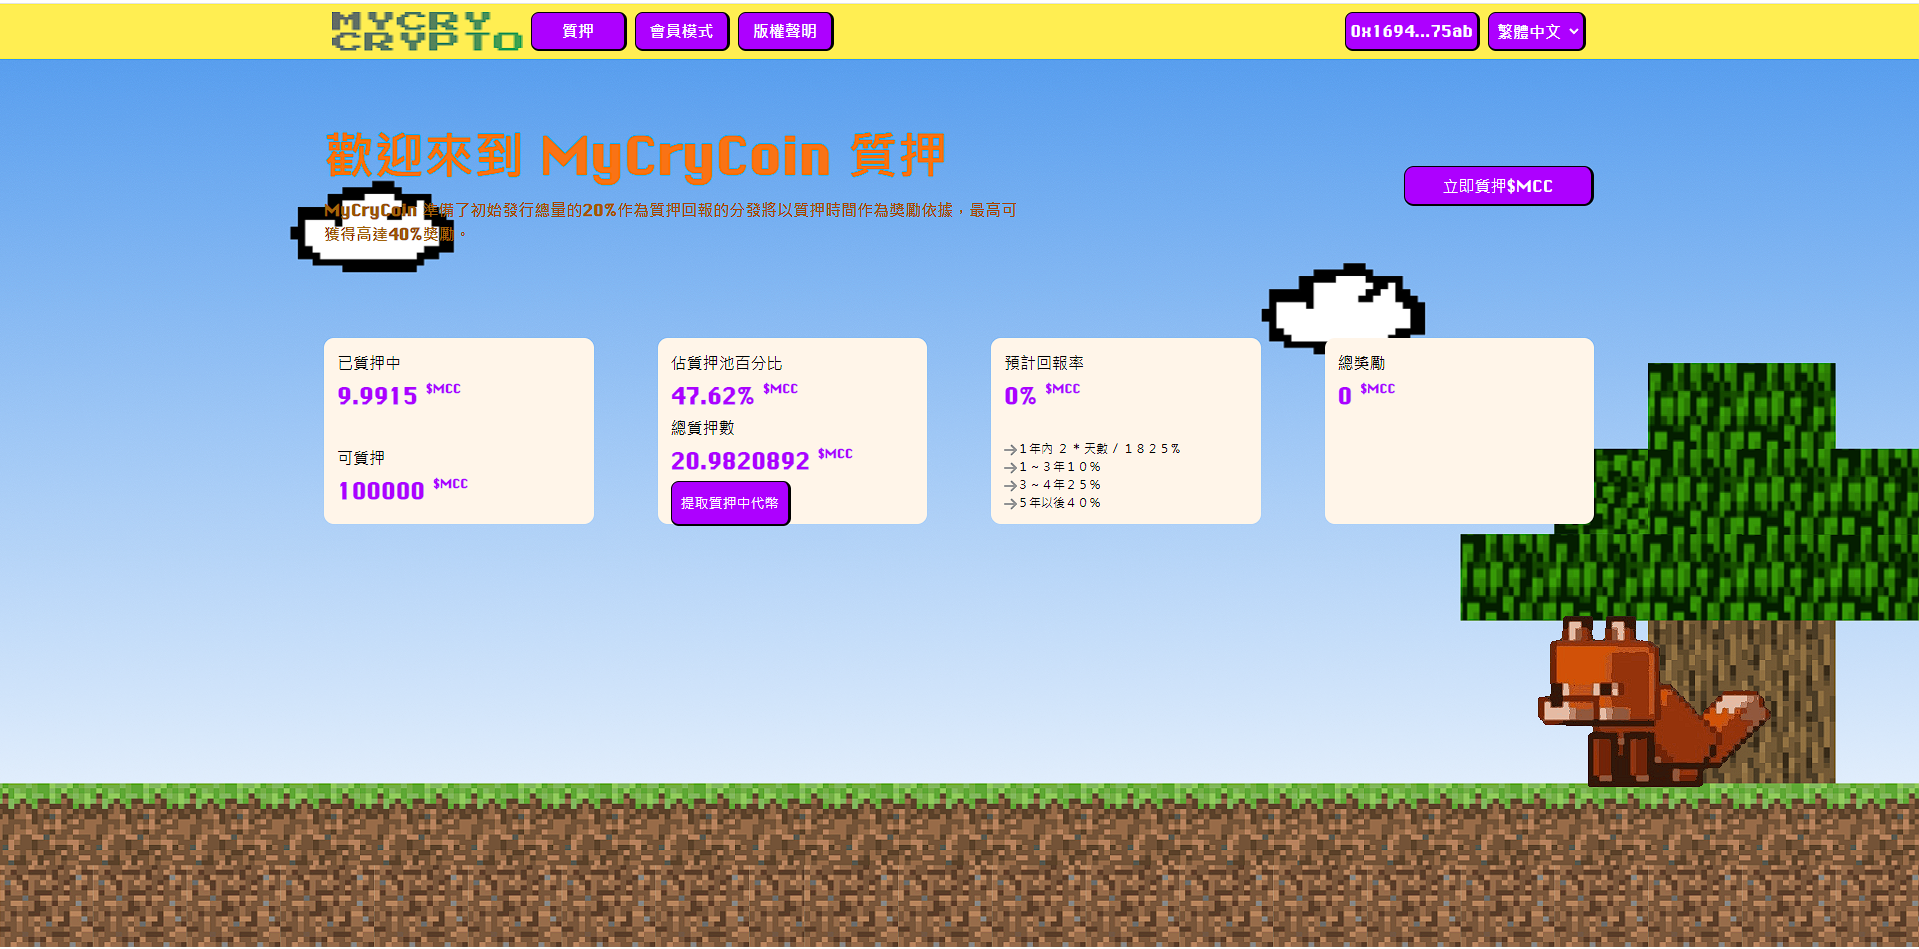 MYCRY
CRYPTO
質押
會員模式
版權聲明
0x1694...75ab
繁體中文
歡迎來到 MyCryCoin 質押
MyCryCoin 準備了初始發行總量的20%作為質押回報的分發將以質押時間作為獎勵依據，最高可
獲得高達40%獎勵。
立即質押$MCC
已質押中
9.9915 $MCC
可質押
100000 $MCC
佔質押池百分比
47.62% $MCC
總質押數
20.9820892 $MCC
提取質押中代幣
預計回報率
0% $MCC
→1年內 ２＊天數／１８２５％
→1～３年１０％
→３～４年２５％
→５年以後４０％
總獎勵
0 $MCC